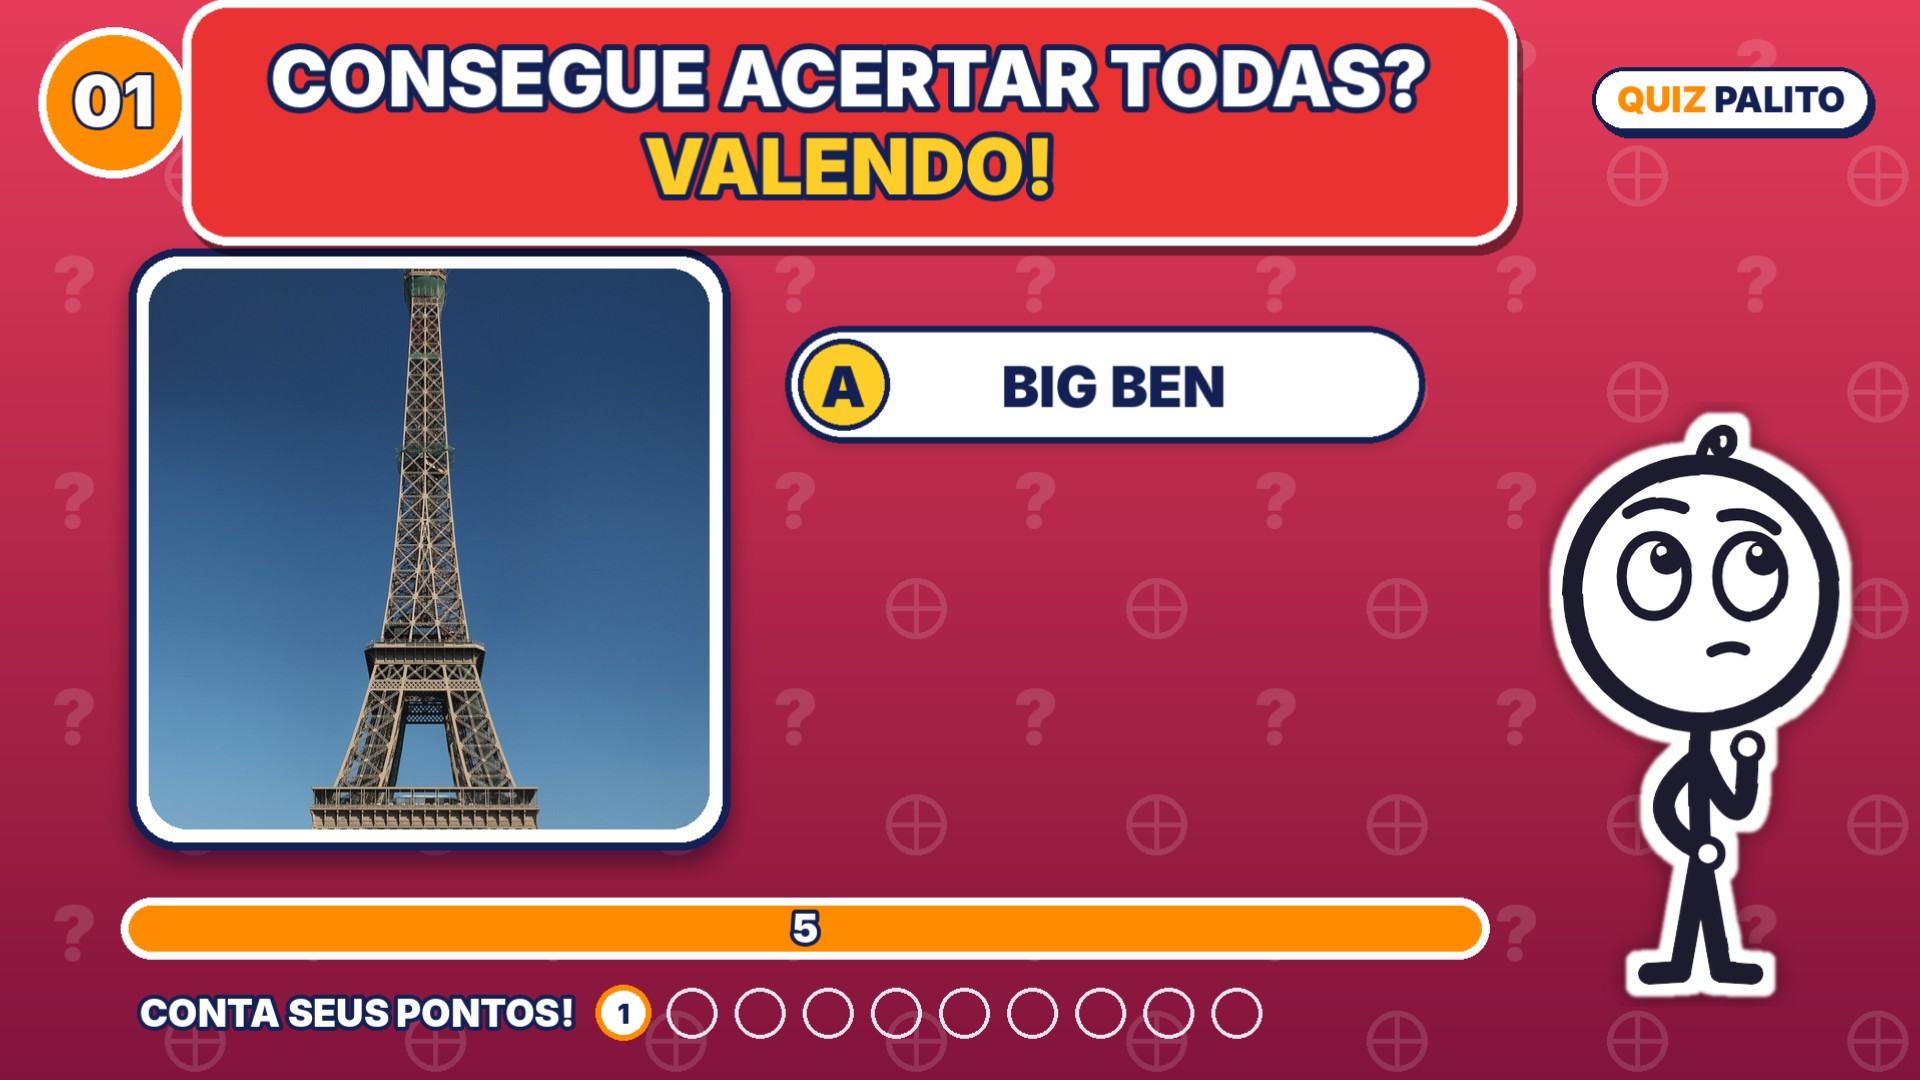 01
CONSEGUE ACERTAR TODAS?
VALENDO!
QUIZ PALITO
A
BIG BEN
5
CONTA SEUS PONTOS!
1